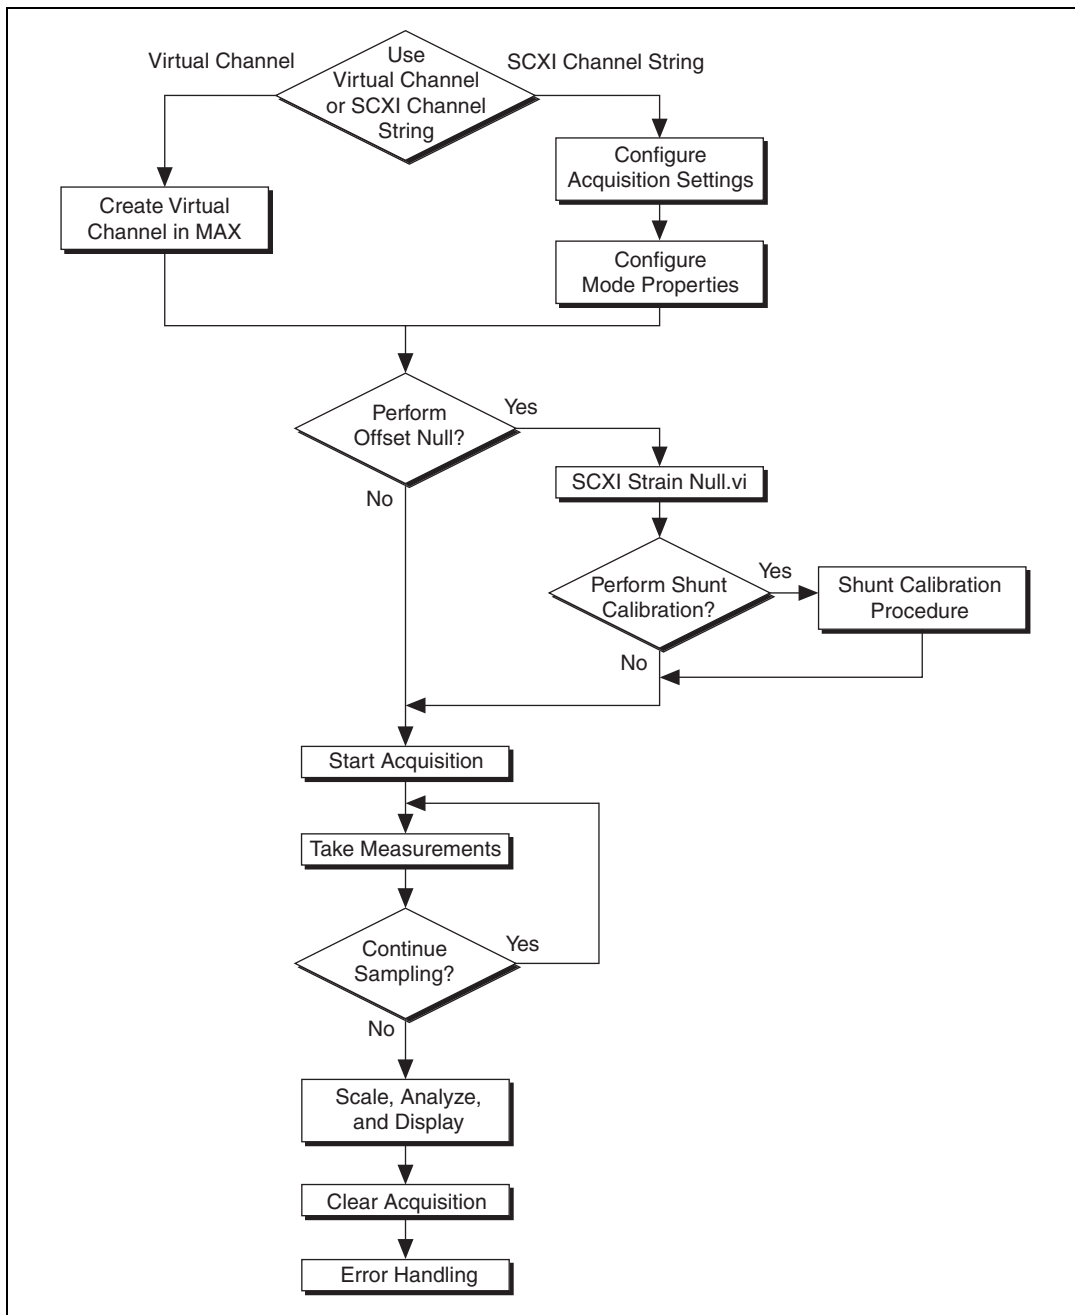 Virtual Channel
Use
Virtual Channel
or SCXI Channel
String
SCXI Channel String
Configure
Acquisition Settings
Create Virtual
Channel in MAX
Configure
Mode Properties
Perform
Offset Null?
Yes
No
SCXI Strain Null.vi
Perform Shunt
Calibration?
Yes
Shunt Calibration
Procedure
No
Start Acquisition
Take Measurements
Continue
Sampling?
Yes
No
Scale, Analyze,
and Display
Clear Acquisition
Error Handling